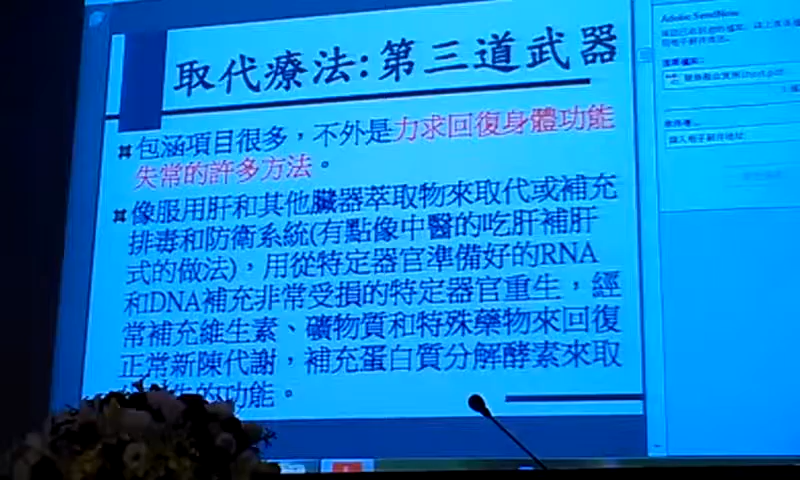 取代療法:第三道武器
包涵項目很多，不外是力求回復身體功能
失常的許多方法。
像服用肝和其他臟器萃取物來取代或補充
排毒和防衛系統(有點像中醫的吃肝補肝
式的做法)，用從特定器官準備好的RNA
和DNA補充非常受損的特定器官重生，經
常補充維生素、礦物質和特殊藥物來回復
正常新陳代謝，補充蛋白質分解酵素來取
的功能。
Adobe SendNow